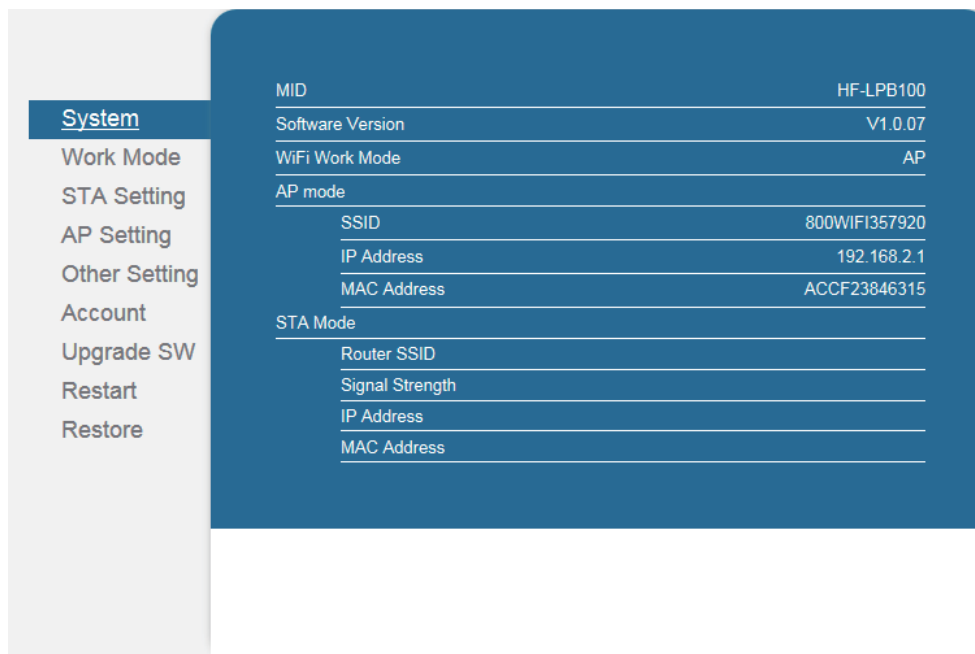 System
Work Mode
STA Setting
AP Setting
Other Setting
Account
Upgrade SW
Restart
Restore
MID HF-LPB100
Software Version V1.0.07
WiFi Work Mode AP
AP mode
SSID 800WIFI357920
IP Address 192.168.2.1
MAC Address ACCF23846315
STA Mode
Router SSID
Signal Strength
IP Address
MAC Address